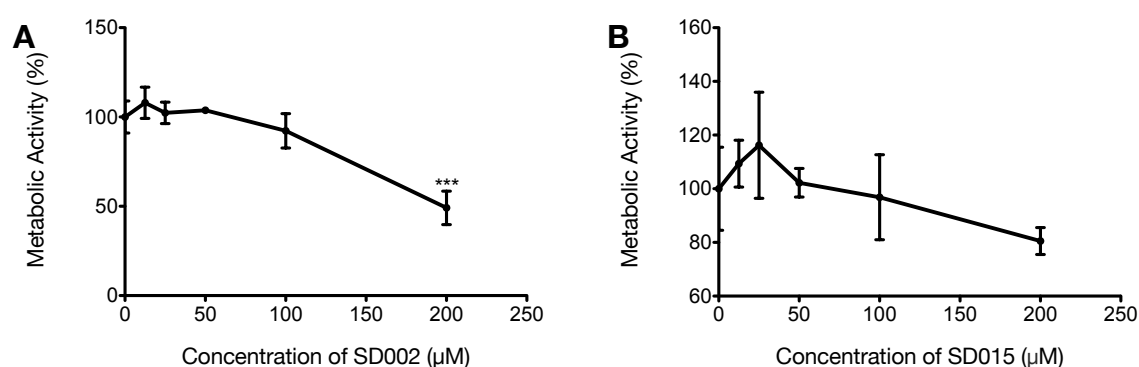 A
Metabolic Activity (%)
150
100
50
0
***
0 50 100 150 200 250
Concentration of SD002 (µM)
B
Metabolic Activity (%)
160
140
120
100
80
60
0 50 100 150 200 250
Concentration of SD015 (µM)